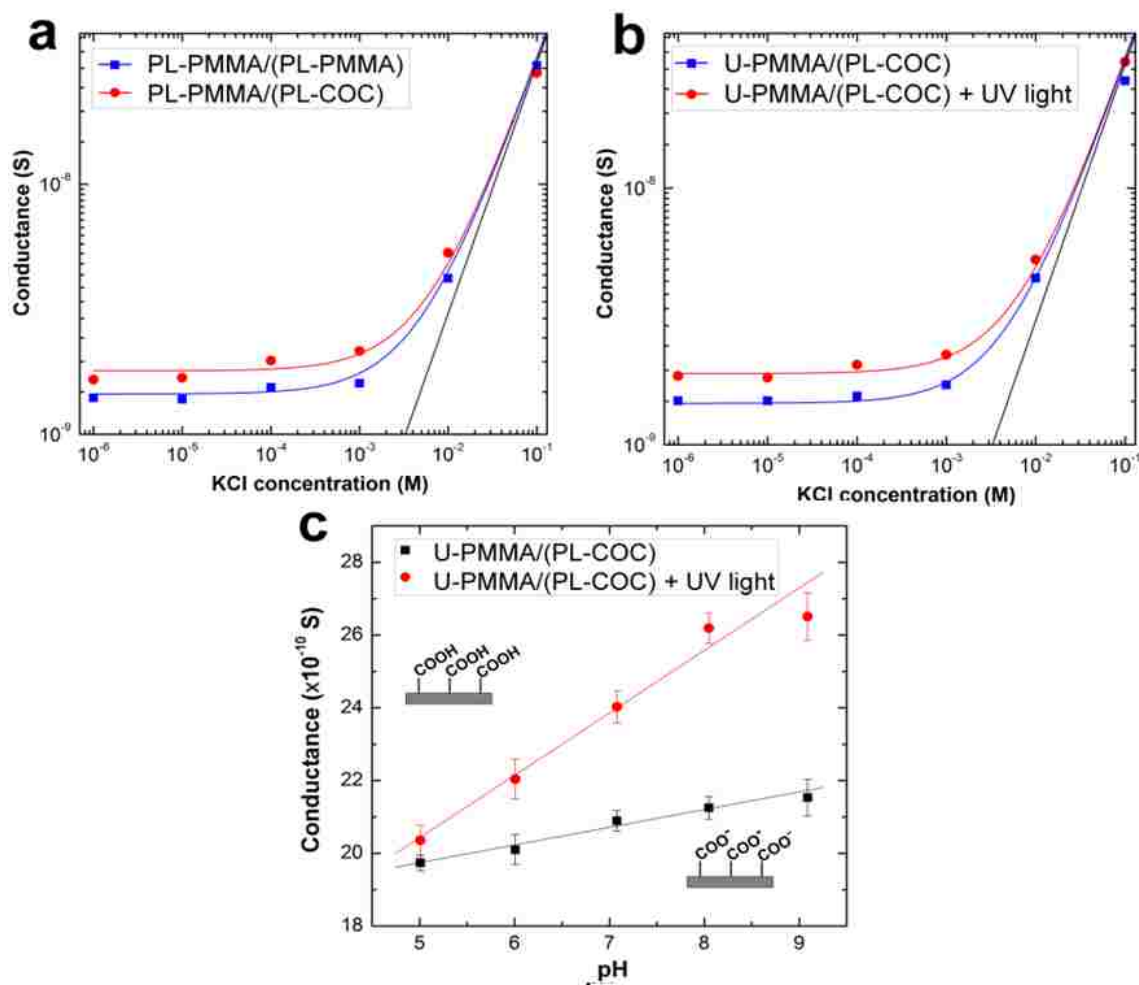 a
PL-PMMA/(PL-PMMA)
PL-PMMA/(PL-COC)
Conductance (S)
10⁻⁸
10⁻⁹
10⁻⁶ 10⁻⁵ 10⁻⁴ 10⁻³ 10⁻² 10⁻¹
KCl concentration (M)
b
U-PMMA/(PL-COC)
U-PMMA/(PL-COC) + UV light
Conductance (S)
10⁻⁸
10⁻⁹
10⁻⁶ 10⁻⁵ 10⁻⁴ 10⁻³ 10⁻² 10⁻¹
KCl concentration (M)
c
U-PMMA/(PL-COC)
U-PMMA/(PL-COC) + UV light
Conductance (×10⁻¹⁰ S)
28
26
24
22
20
18
COOH COOH COOH
COO⁻ COO⁻ COO⁻
5 6 7 8 9
pH